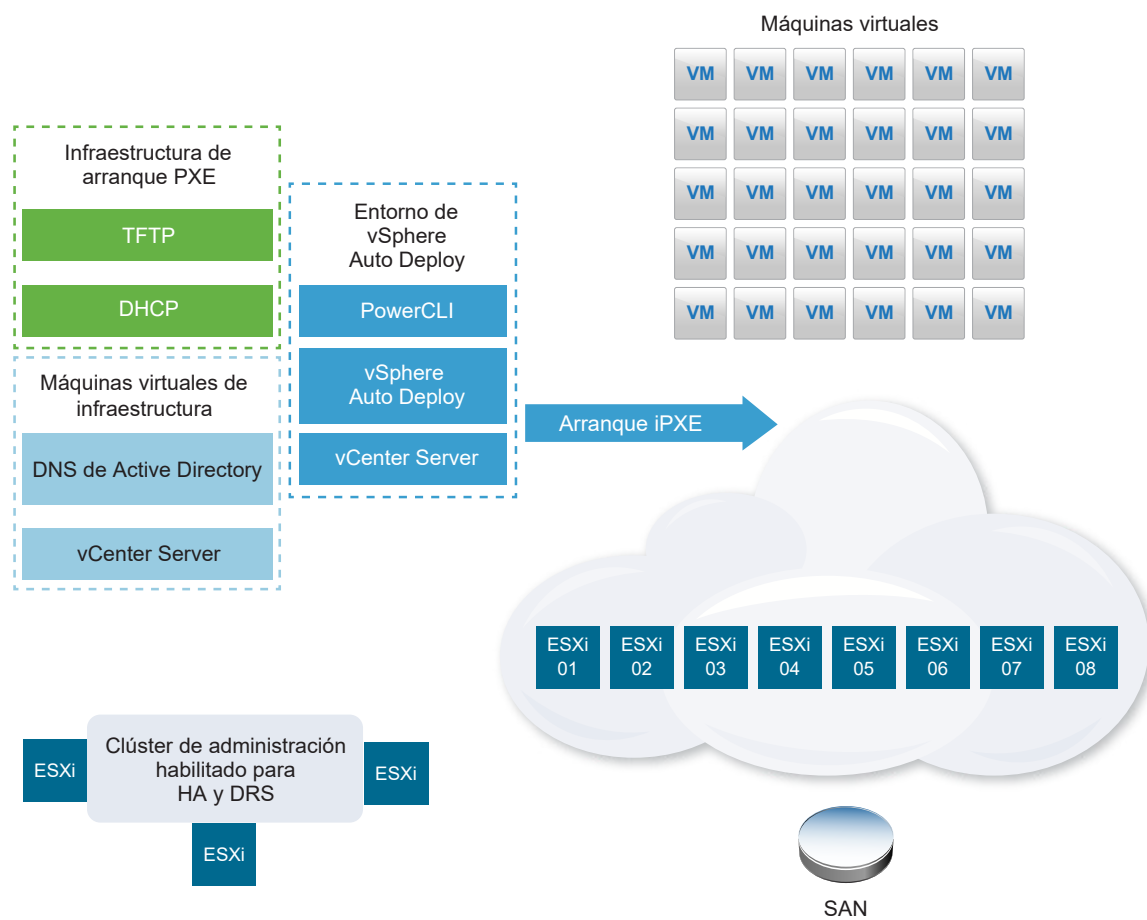 Máquinas virtuales
VM VM VM VM VM VM
VM VM VM VM VM VM
VM VM VM VM VM VM
VM VM VM VM VM VM
VM VM VM VM VM VM
Infraestructura de
arranque PXE
TFTP
DHCP
Máquinas virtuales de
infraestructura
DNS de Active Directory
vCenter Server
Entorno de
vSphere
Auto Deploy
PowerCLI
vSphere
Auto Deploy
vCenter Server
Arranque iPXE
ESXi
01
ESXi
02
ESXi
03
ESXi
04
ESXi
05
ESXi
06
ESXi
07
ESXi
08
ESXi
Clúster de administración
habilitado para
HA y DRS
ESXi
ESXi
SAN